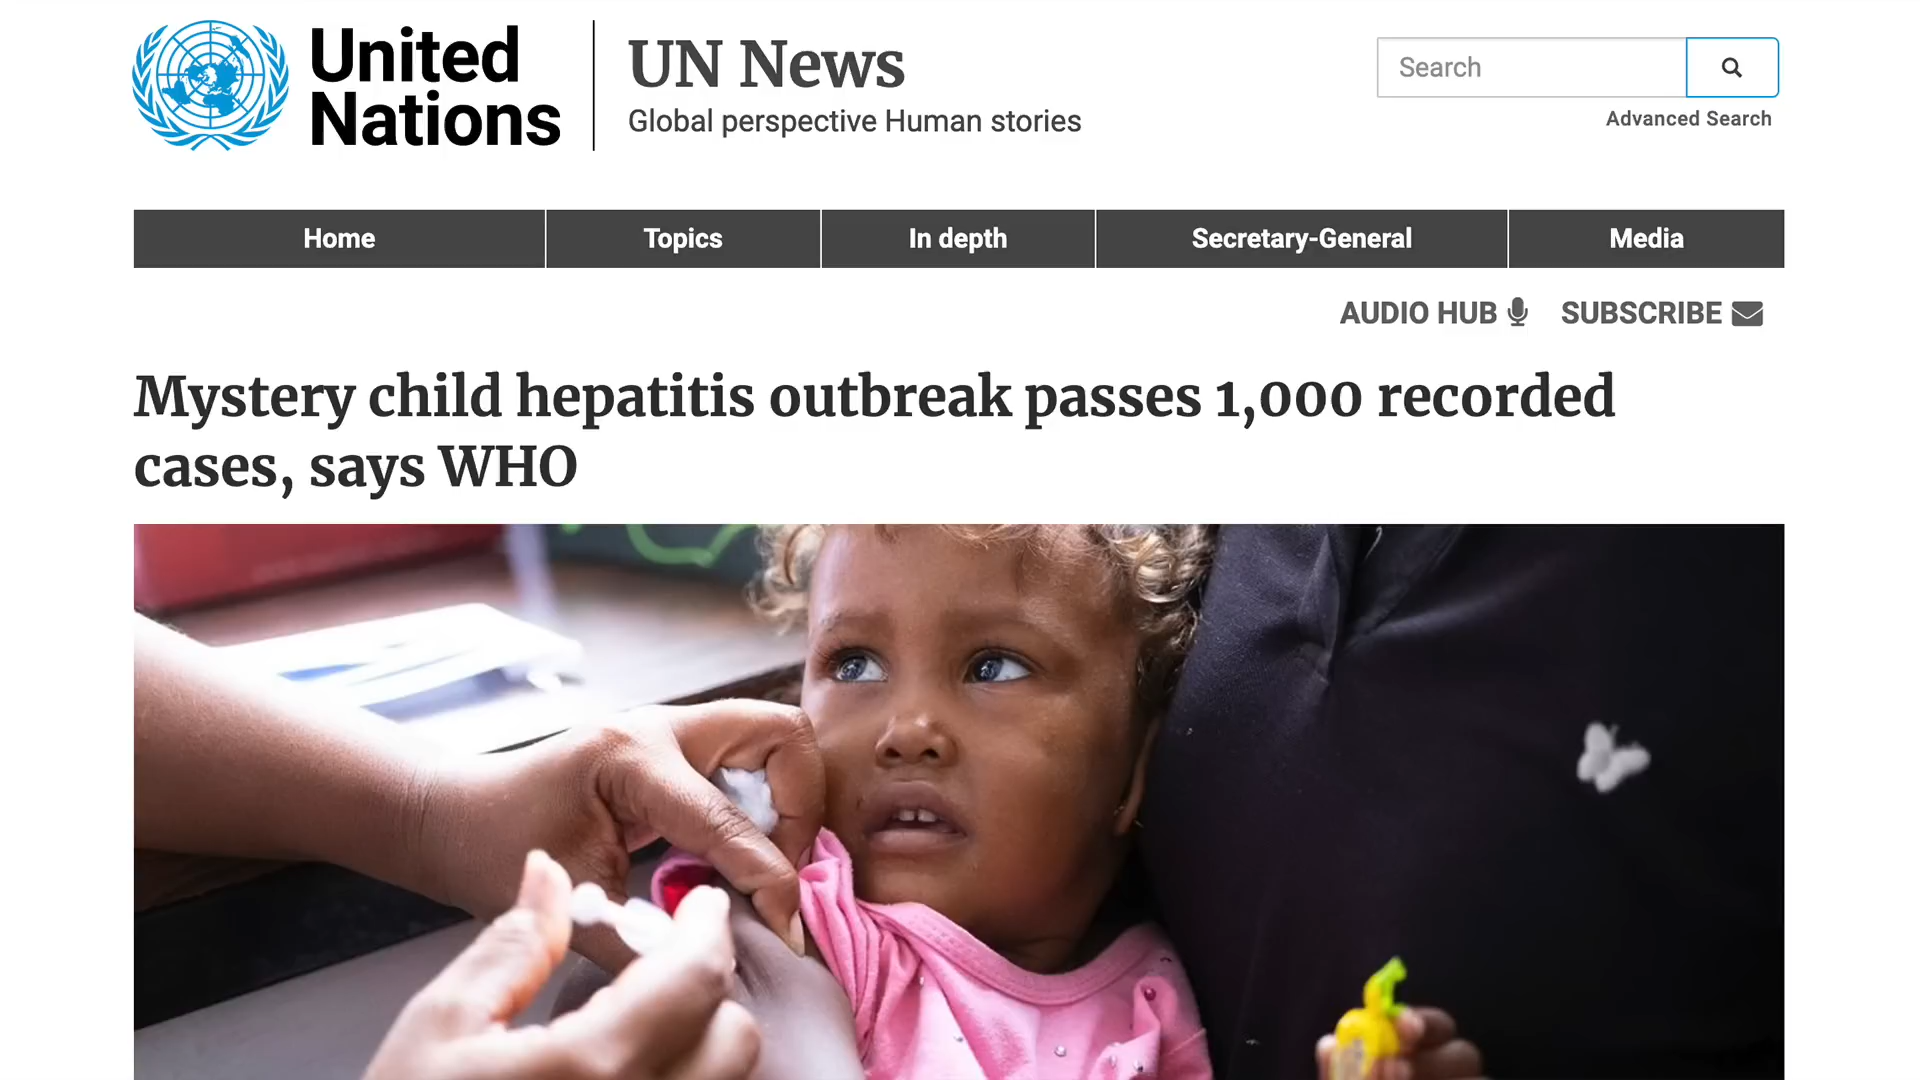 United
Nations
UN News
Global perspective Human stories
Search
Advanced Search
Home
Topics
In depth
Secretary-General
Media
AUDIO HUB
SUBSCRIBE
Mystery child hepatitis outbreak passes 1,000 recorded
cases, says WHO